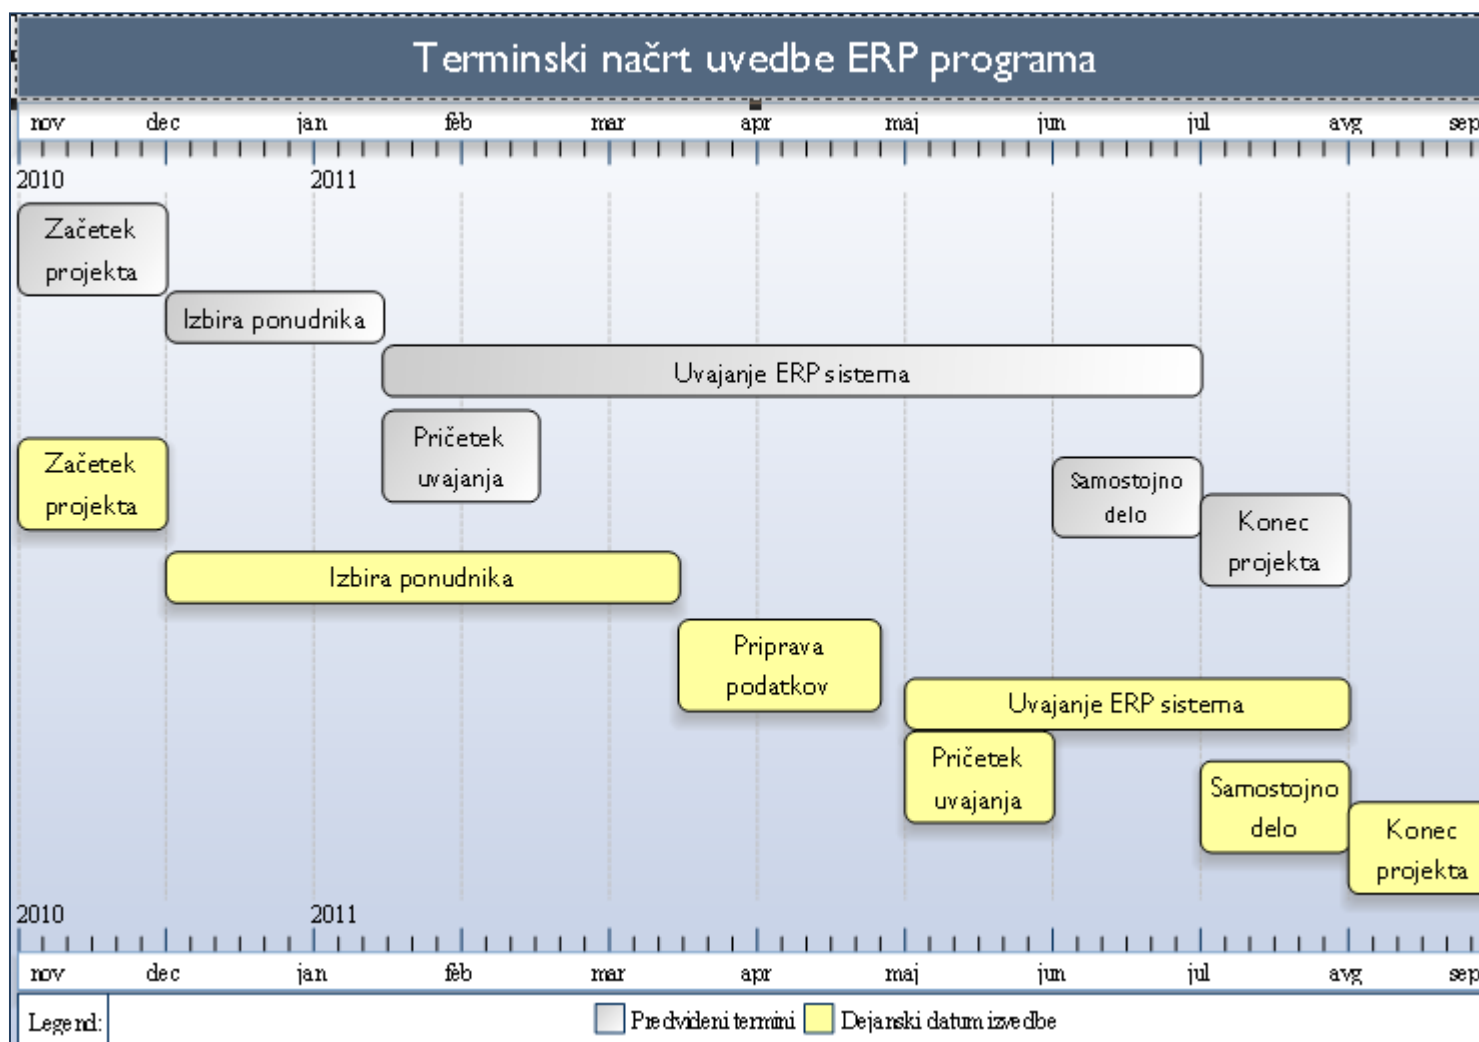 Terminski načrt uvedbe ERP programa
nov dec jan feb mar apr maj jun jul avg sep
2010 2011
Začetek
projekta
Izbira ponudnika
Uvajanje ERP sistema
Pričetek
uvajanja
Začetek
projekta
Samostojno
delo
Konec
projekta
Izbira ponudnika
Priprava
podatkov
Uvajanje ERP sistema
Pričetek
uvajanja
Samostojno
delo
Konec
projekta
2010 2011
nov dec jan feb mar apr maj jun jul avg sep
Legend: Predvideni termini Dejanski datum izvedbe